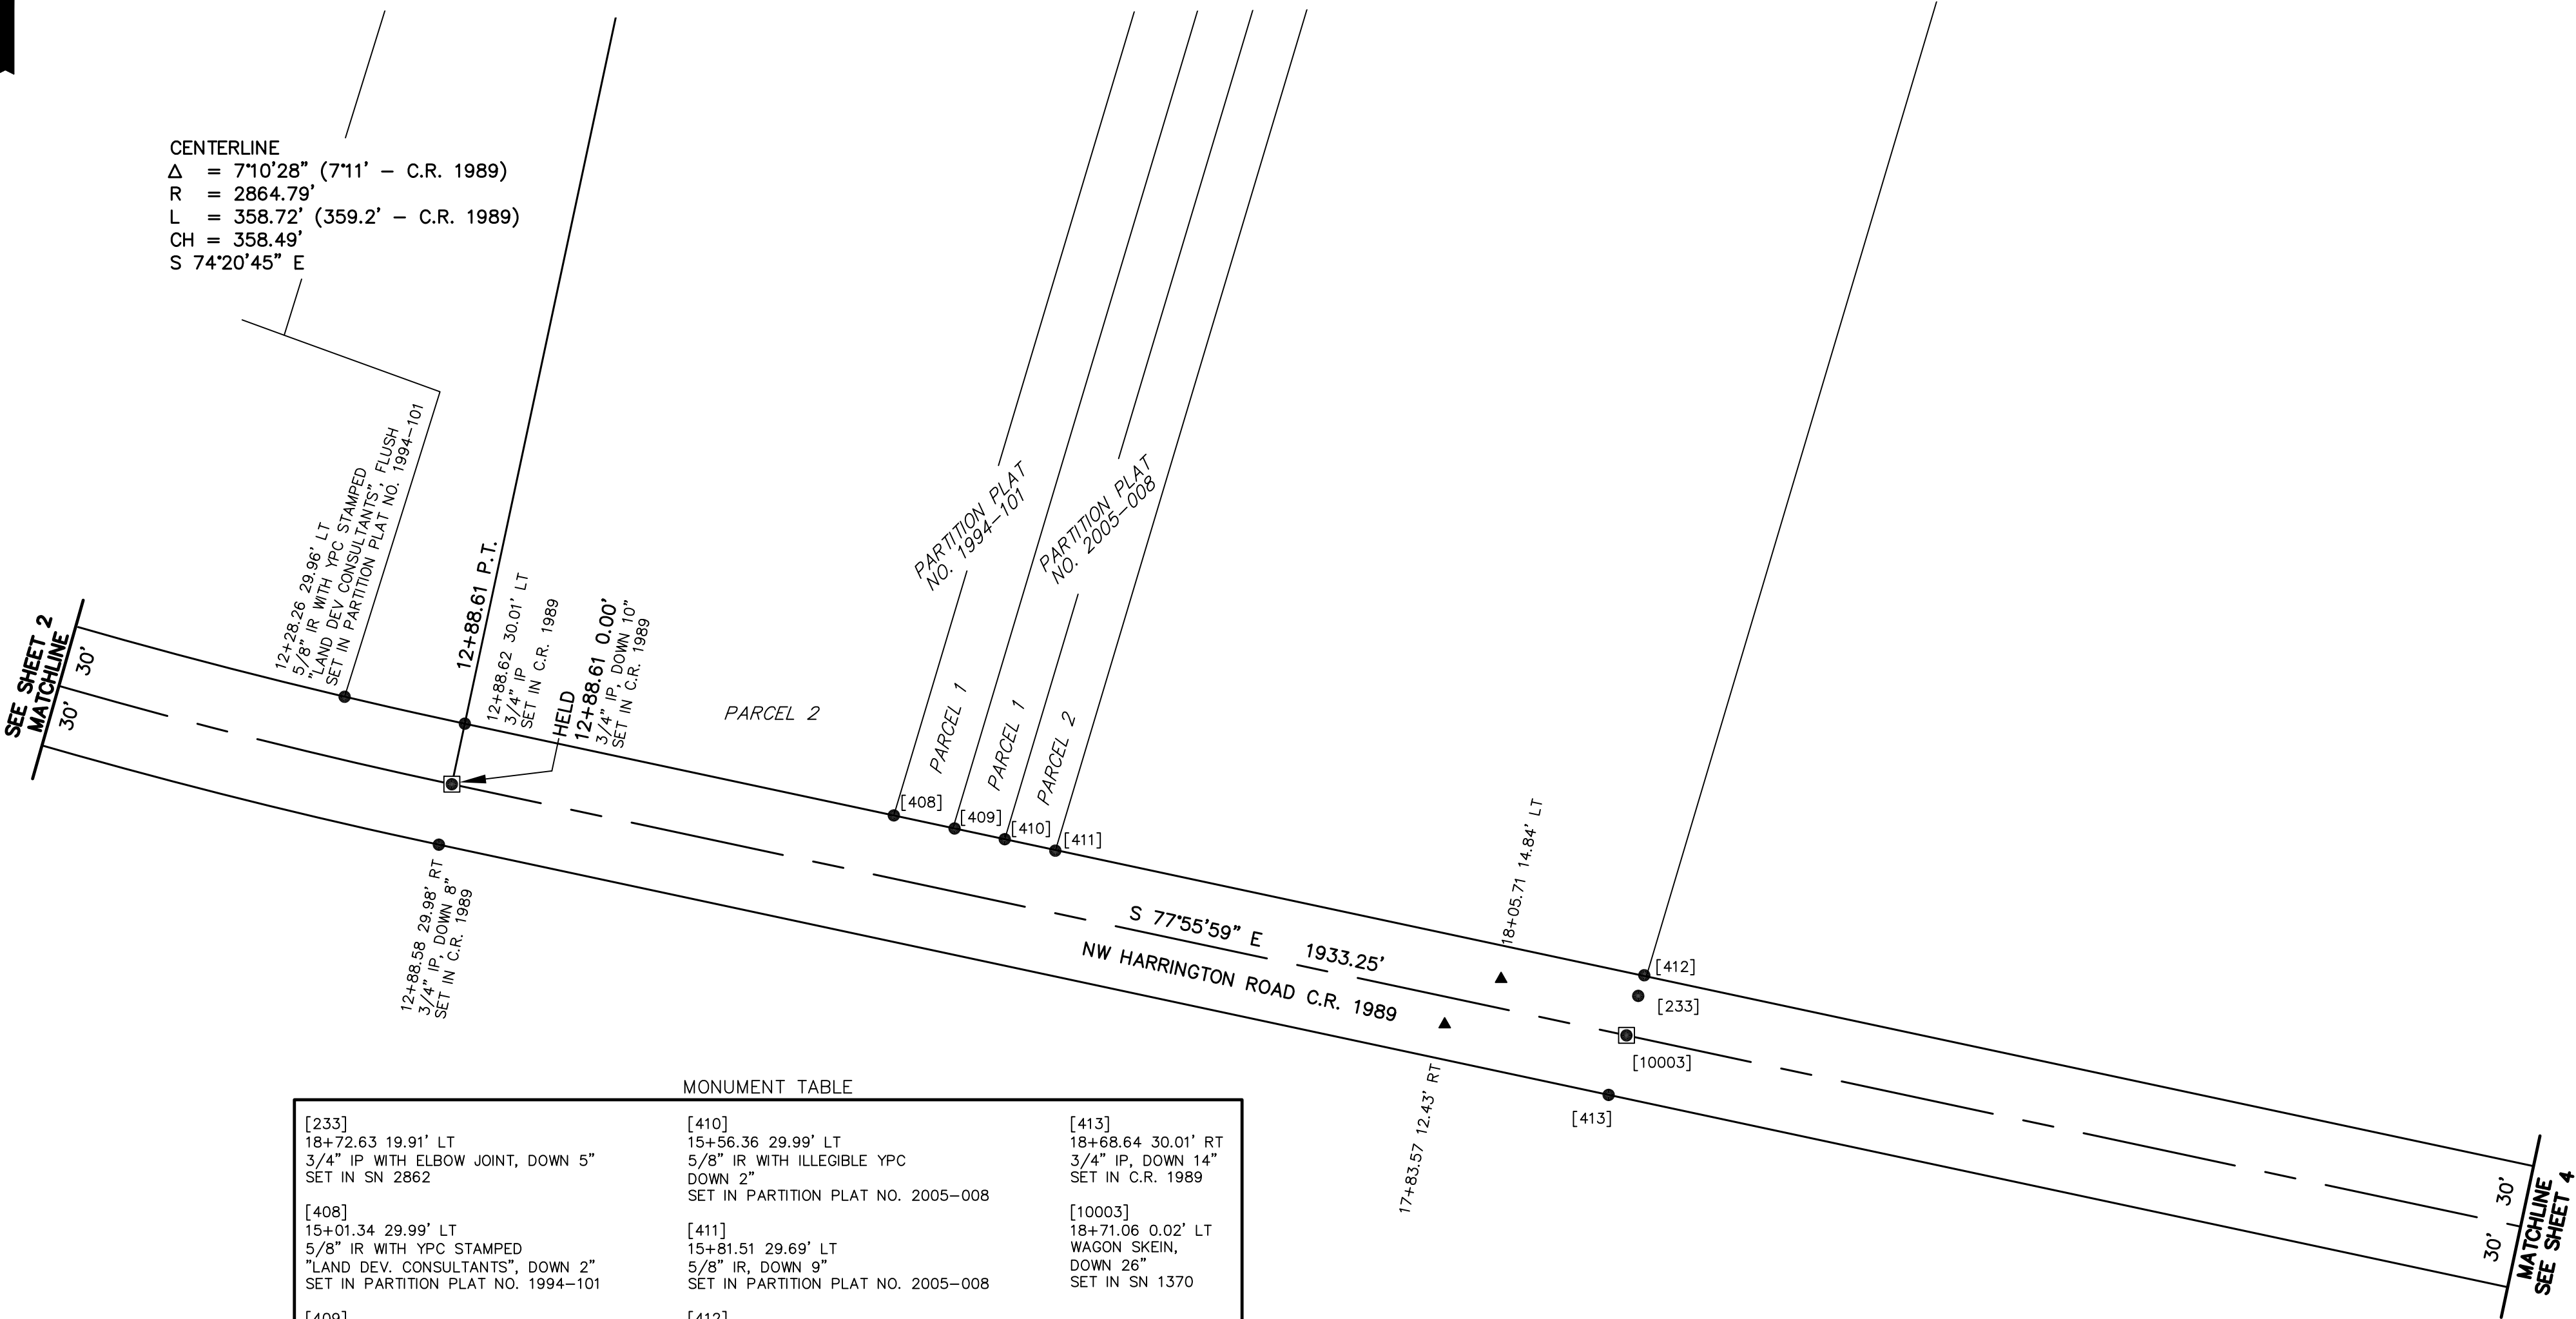 CENTERLINE
Δ = 7°10'28" (7°11' – C.R. 1989)
R = 2864.79'
L = 358.72' (359.2' – C.R. 1989)
CH = 358.49'
S 74°20'45" E
12+28.26 29.96' LT
5/8" IR WITH YPC STAMPED
"LAND DEV CONSULTANTS", FLUSH
SET IN PARTITION PLAT NO. 1994–101
12+88.61 P.T.
12+88.62 30.01' LT
3/4" IP
SET IN C.R. 1989
HELD
12+88.61 0.00'
3/4" IP, DOWN 10"
SET IN C.R. 1989
SEE SHEET 2
MATCHLINE
30'
30'
12+88.58 29.98' RT
3/4" IP, DOWN 8"
SET IN C.R. 1989
PARCEL 2
PARTITION PLAT
NO. 1994–101
PARTITION PLAT
NO. 2005–008
PARCEL 1
PARCEL 1
PARCEL 2
[408]
[409]
[410]
[411]
S 77°55'59" E 1933.25'
NW HARRINGTON ROAD C.R. 1989
18+05.71 14.84' LT
17+83.57 12.43' RT
[412]
[233]
[10003]
[413]
30'
30'
MATCHLINE
SEE SHEET 4
MONUMENT TABLE
[233]
18+72.63 19.91' LT
3/4" IP WITH ELBOW JOINT, DOWN 5"
SET IN SN 2862
[408]
15+01.34 29.99' LT
5/8" IR WITH YPC STAMPED
"LAND DEV. CONSULTANTS", DOWN 2"
SET IN PARTITION PLAT NO. 1994–101
[409]
[410]
15+56.36 29.99' LT
5/8" IR WITH ILLEGIBLE YPC
DOWN 2"
SET IN PARTITION PLAT NO. 2005–008
[411]
15+81.51 29.69' LT
5/8" IR, DOWN 9"
SET IN PARTITION PLAT NO. 2005–008
[412]
[413]
18+68.64 30.01' RT
3/4" IP, DOWN 14"
SET IN C.R. 1989
[10003]
18+71.06 0.02' LT
WAGON SKEIN,
DOWN 26"
SET IN SN 1370